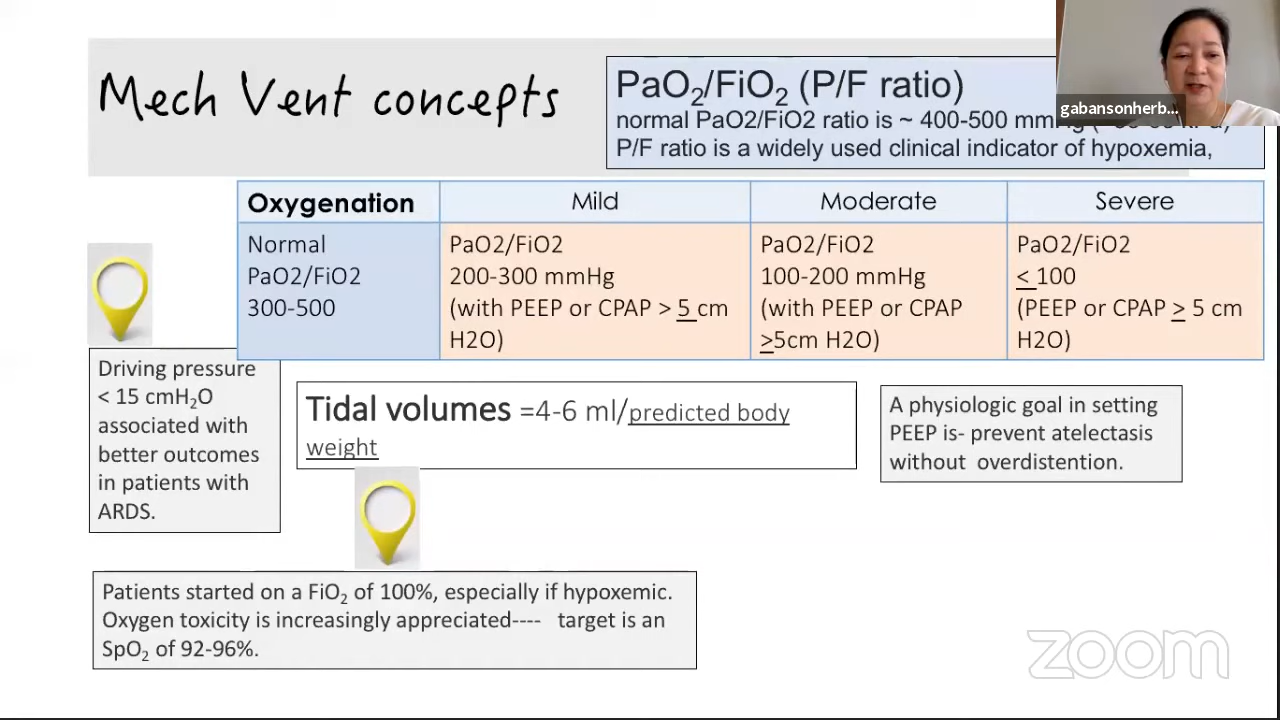 Mech Vent concepts
PaO2/FiO2 (P/F ratio)
normal PaO2/FiO2 ratio is ~ 400-500 mmHg
P/F ratio is a widely used clinical indicator of hypoxemia,
gabansonherb...
Oxygenation Mild Moderate Severe
Normal
PaO2/FiO2
300-500
PaO2/FiO2
200-300 mmHg
(with PEEP or CPAP > 5 cm
H2O)
PaO2/FiO2
100-200 mmHg
(with PEEP or CPAP
>5cm H2O)
PaO2/FiO2
< 100
(PEEP or CPAP > 5 cm
H2O)
Driving pressure
< 15 cmH2O
associated with
better outcomes
in patients with
ARDS.
Tidal volumes =4-6 ml/predicted body
weight
A physiologic goal in setting
PEEP is- prevent atelectasis
without overdistention.
Patients started on a FiO2 of 100%, especially if hypoxemic.
Oxygen toxicity is increasingly appreciated---- target is an
SpO2 of 92-96%.
zoom